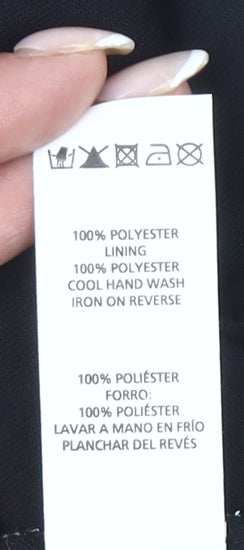 100% POLYESTER
LINING
100% POLYESTER
COOL HAND WASH
IRON ON REVERSE
100% POLIÉSTER
FORRO:
100% POLIÉSTER
LAVAR A MANO EN FRÍO
PLANCHAR DEL REVÉS